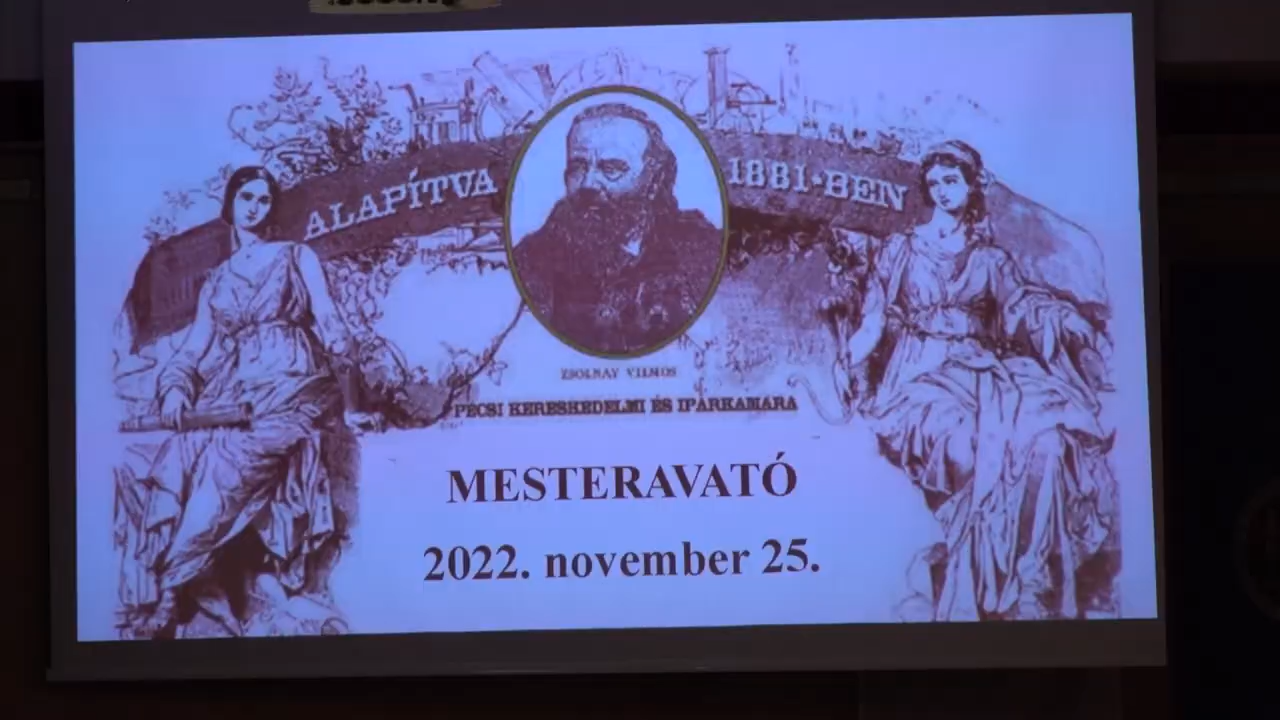 ALAPÍTVA 1881-BEN
ZSOLNAY VILMOS
PÉCSI KERESKEDELMI ÉS IPARKAMARA
MESTERAVATÓ
2022. november 25.